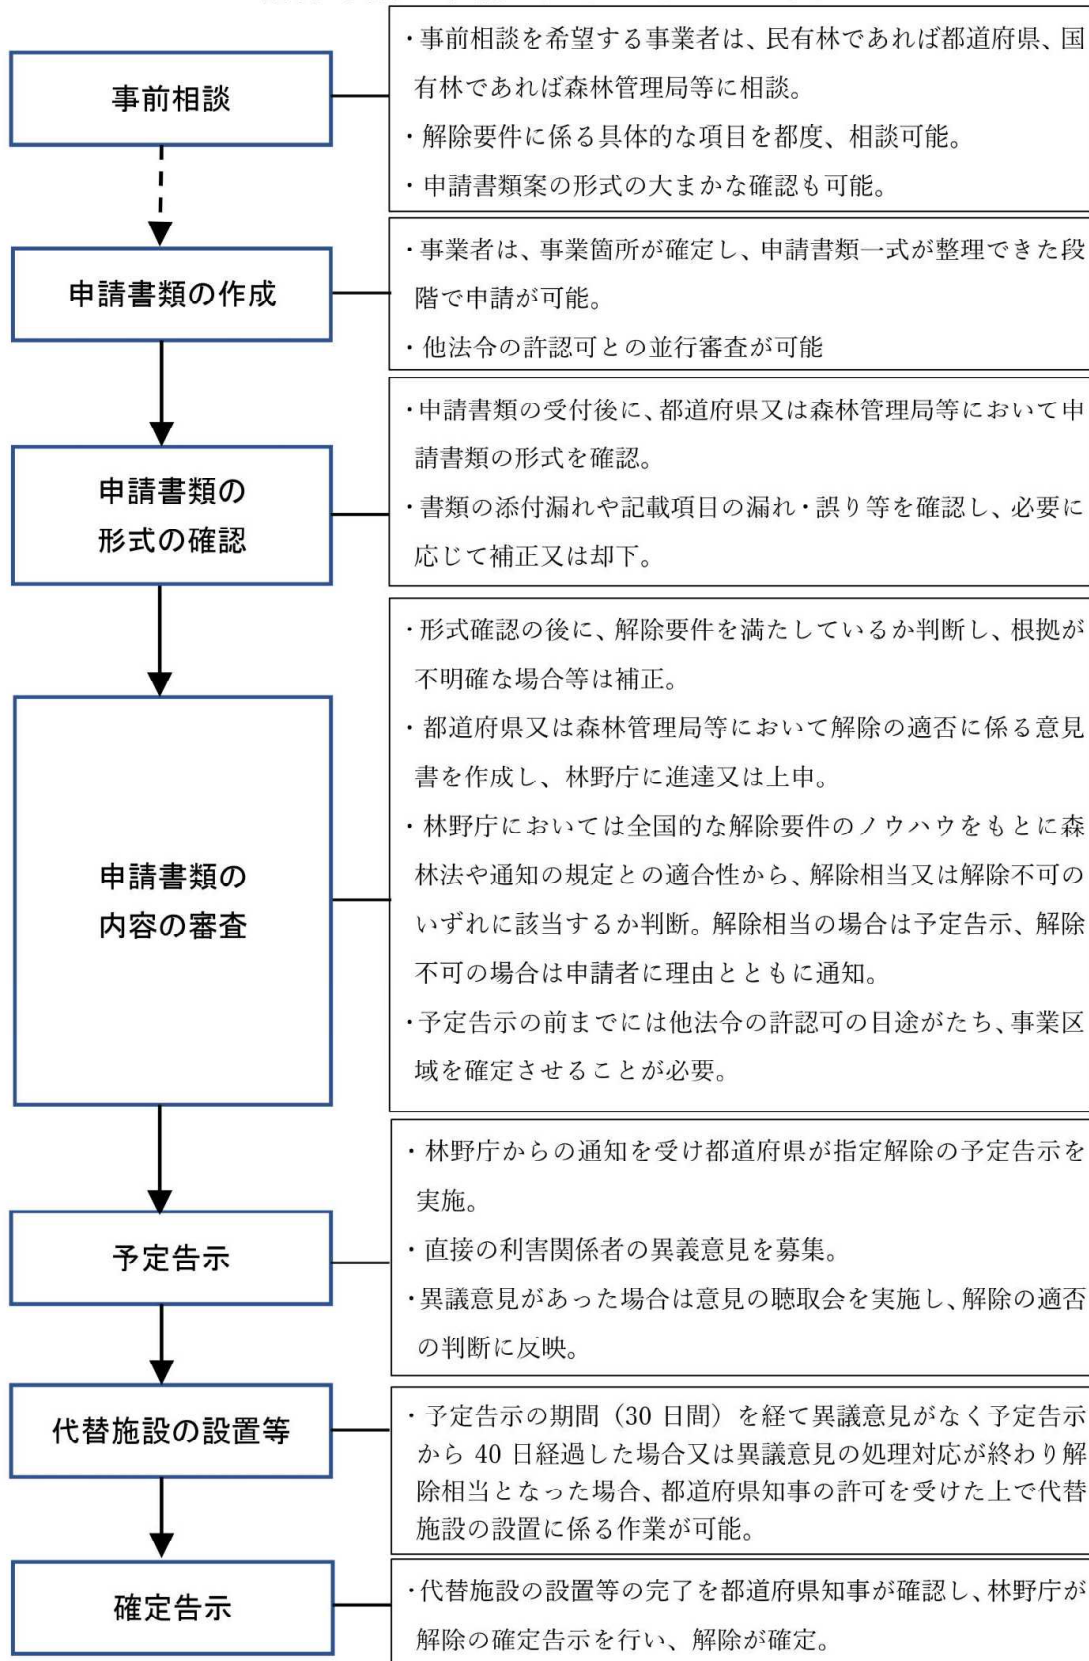 事前相談
・事前相談を希望する事業者は、民有林であれば都道府県、国
有林であれば森林管理局等に相談。
・解除要件に係る具体的な項目を都度、相談可能。
・申請書類案の形式の大まかな確認も可能。
申請書類の作成
・事業者は、事業箇所が確定し、申請書類一式が整理できた段
階で申請が可能。
・他法令の許認可との並行審査が可能
申請書類の
形式の確認
・申請書類の受付後に、都道府県又は森林管理局等において申
請書類の形式を確認。
・書類の添付漏れや記載項目の漏れ・誤り等を確認し、必要に
応じて補正又は却下。
申請書類の
内容の審査
・形式確認の後に、解除要件を満たしているか判断し、根拠が
不明確な場合等は補正。
・都道府県又は森林管理局等において解除の適否に係る意見
書を作成し、林野庁に進達又は上申。
・林野庁においては全国的な解除要件のノウハウをもとに森
林法や通知の規定との適合性から、解除相当又は解除不可の
いずれに該当するか判断。解除相当の場合は予定告示、解除
不可の場合は申請者に理由とともに通知。
・予定告示の前までには他法令の許認可の目途がたち、事業区
域を確定させることが必要。
予定告示
・林野庁からの通知を受け都道府県が指定解除の予定告示を
実施。
・直接の利害関係者の異義意見を募集。
・異議意見があった場合は意見の聴取会を実施し、解除の適否
の判断に反映。
代替施設の設置等
・予定告示の期間（30 日間）を経て異議意見がなく予定告示
から 40 日経過した場合又は異議意見の処理対応が終わり解
除相当となった場合、都道府県知事の許可を受けた上で代替
施設の設置に係る作業が可能。
確定告示
・代替施設の設置等の完了を都道府県知事が確認し、林野庁が
解除の確定告示を行い、解除が確定。